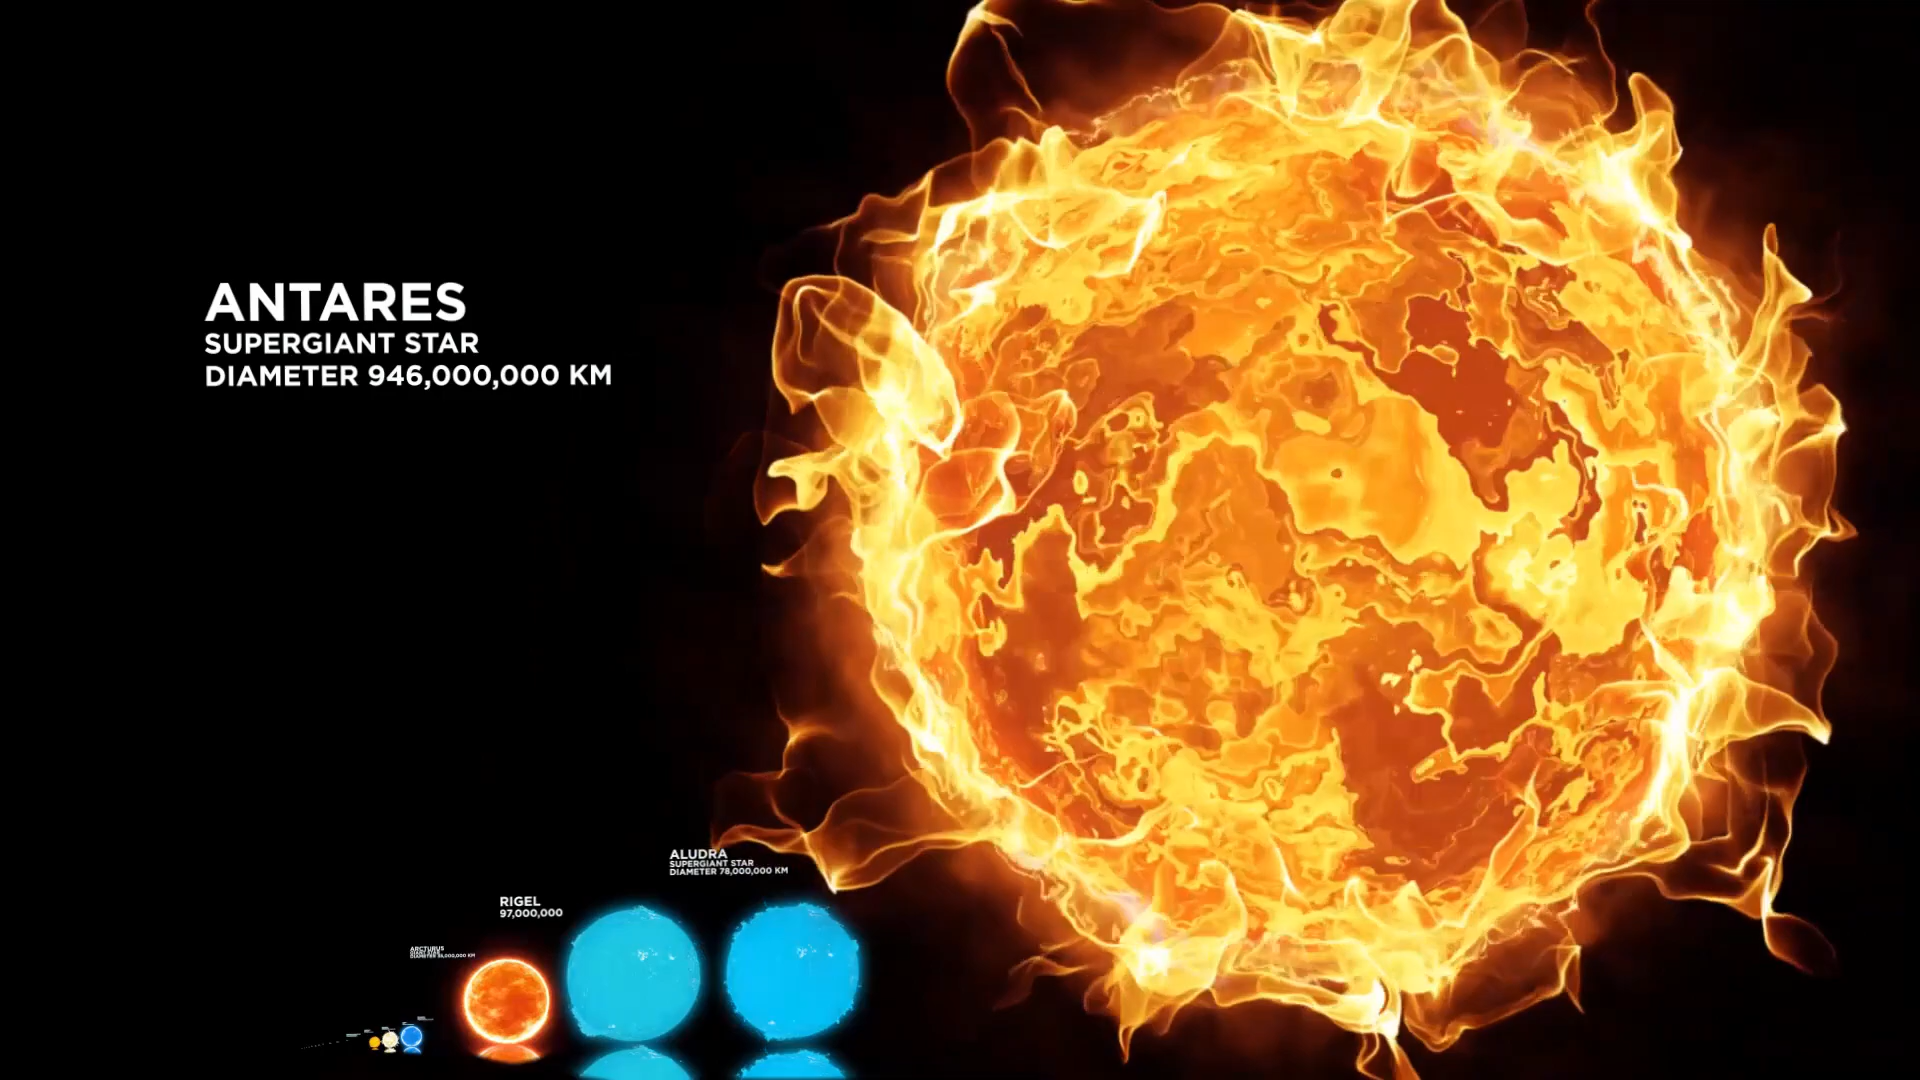 ANTARES
SUPERGIANT STAR
DIAMETER 946,000,000 KM
ALUDRA
SUPERGIANT STAR
DIAMETER 78,000,000 KM
RIGEL
97,000,000
ARCTURUS